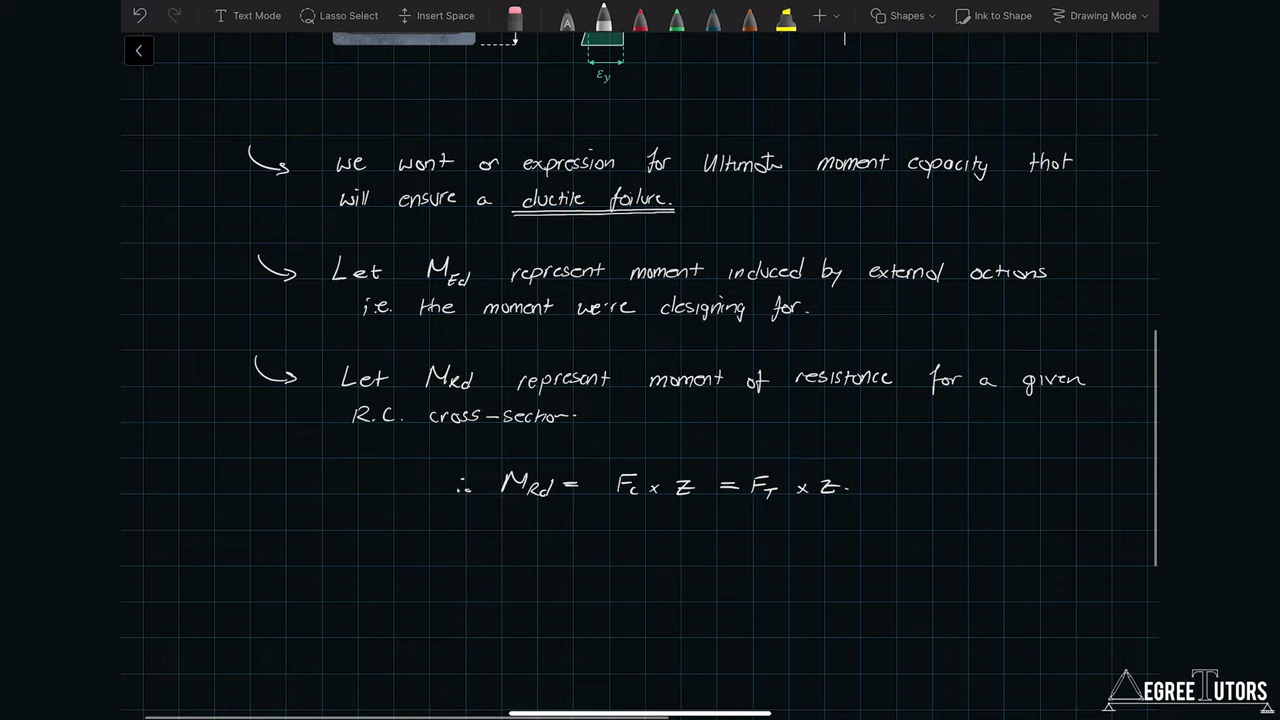 Text Mode Lasso Select Insert Space A Shapes Ink to Shape Drawing Mode
εy
we want an expression for Ultimate moment capacity that
will ensure a ductile failure.
Let MEd represent moment induced by external actions
i.e. the moment we're designing for.
Let MRd represent moment of resistance for a given
R.C. cross-section.
∴ MRd = Fc × z = FT × z.
DEGREE TUTORS